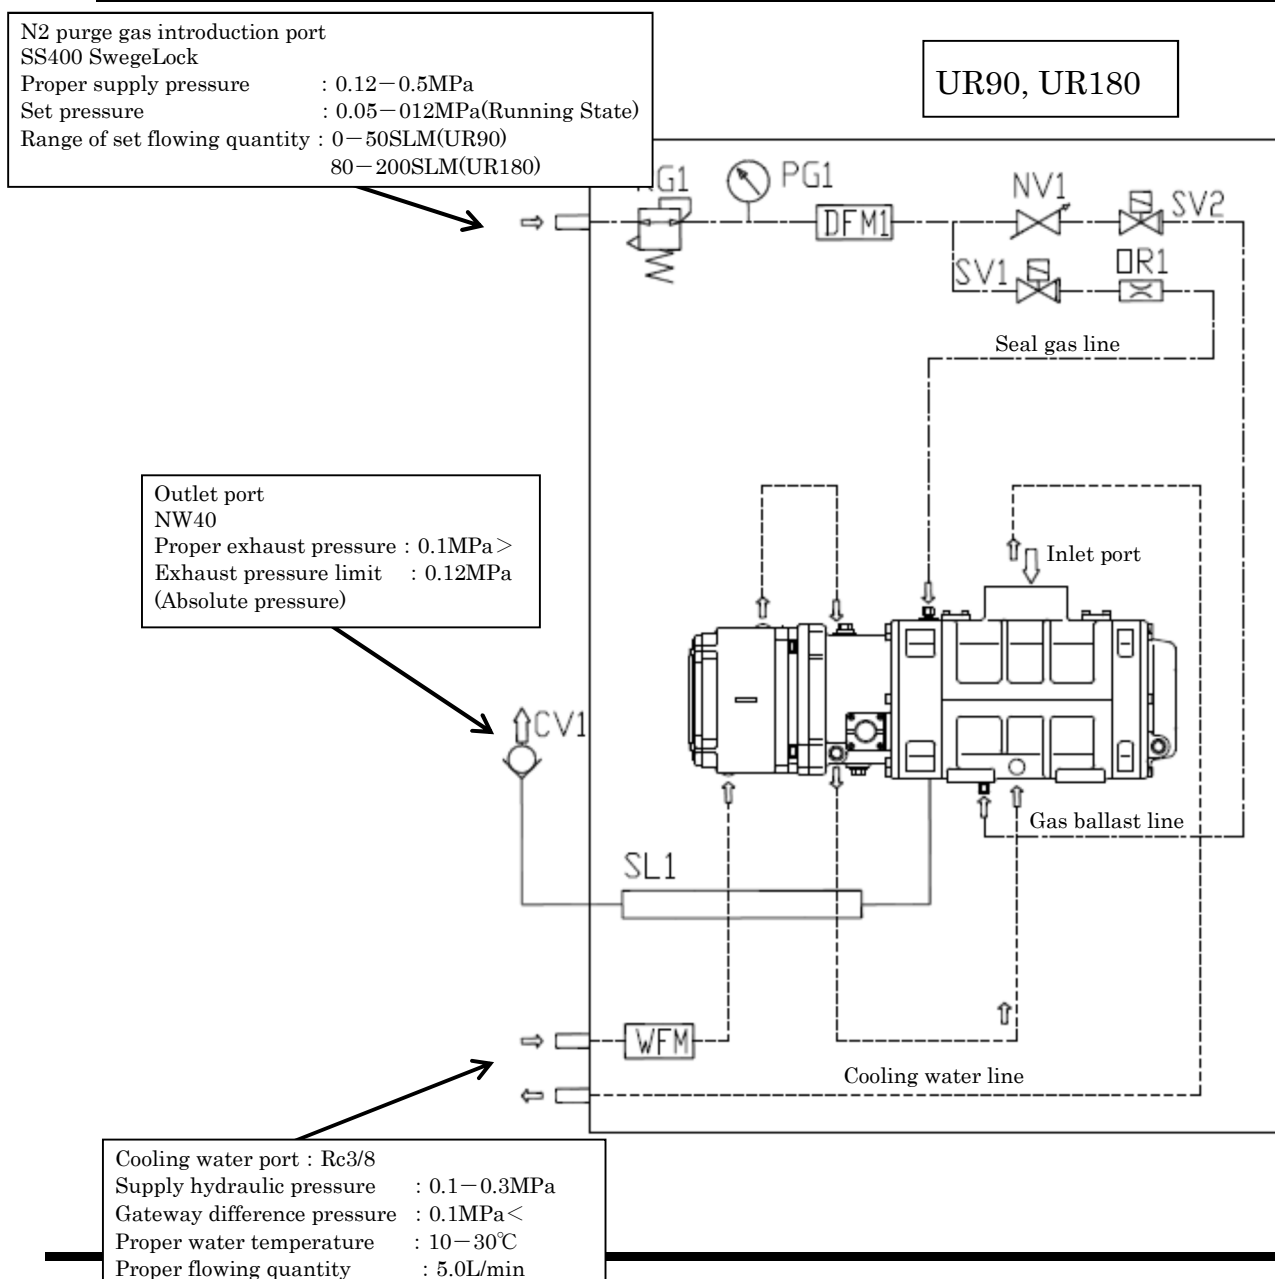 N2 purge gas introduction port
SS400 SwegeLock
Proper supply pressure : 0.12−0.5MPa
Set pressure : 0.05−012MPa(Running State)
Range of set flowing quantity : 0−50SLM(UR90)
80−200SLM(UR180)
UR90, UR180
G1
PG1
DFM1
NV1
SV2
SV1
OR1
Seal gas line
Outlet port
NW40
Proper exhaust pressure : 0.1MPa＞
Exhaust pressure limit : 0.12MPa
(Absolute pressure)
Inlet port
CV1
Gas ballast line
SL1
WFM
Cooling water line
Cooling water port : Rc3/8
Supply hydraulic pressure : 0.1−0.3MPa
Gateway difference pressure : 0.1MPa＜
Proper water temperature : 10−30℃
Proper flowing quantity : 5.0L/min